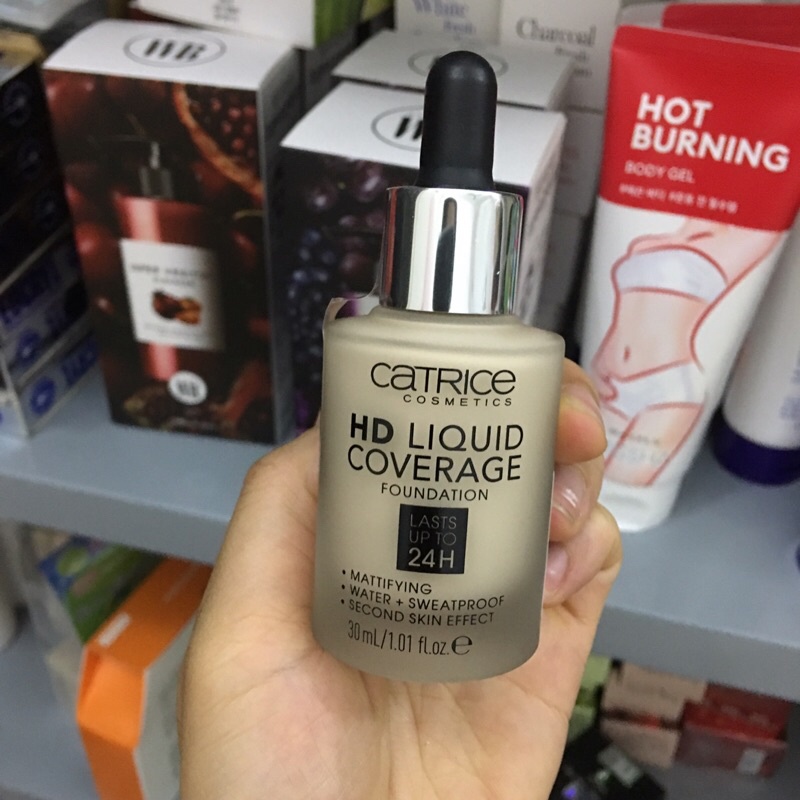 CATRICE
COSMETICS
HD LIQUID
COVERAGE
FOUNDATION
LASTS
UP TO
24H
• MATTIFYING
• WATER + SWEATPROOF
• SECOND SKIN EFFECT
30 mL/1.01 fl.oz. ℮
HOT
BURNING
BODY GEL
White
Charcoal